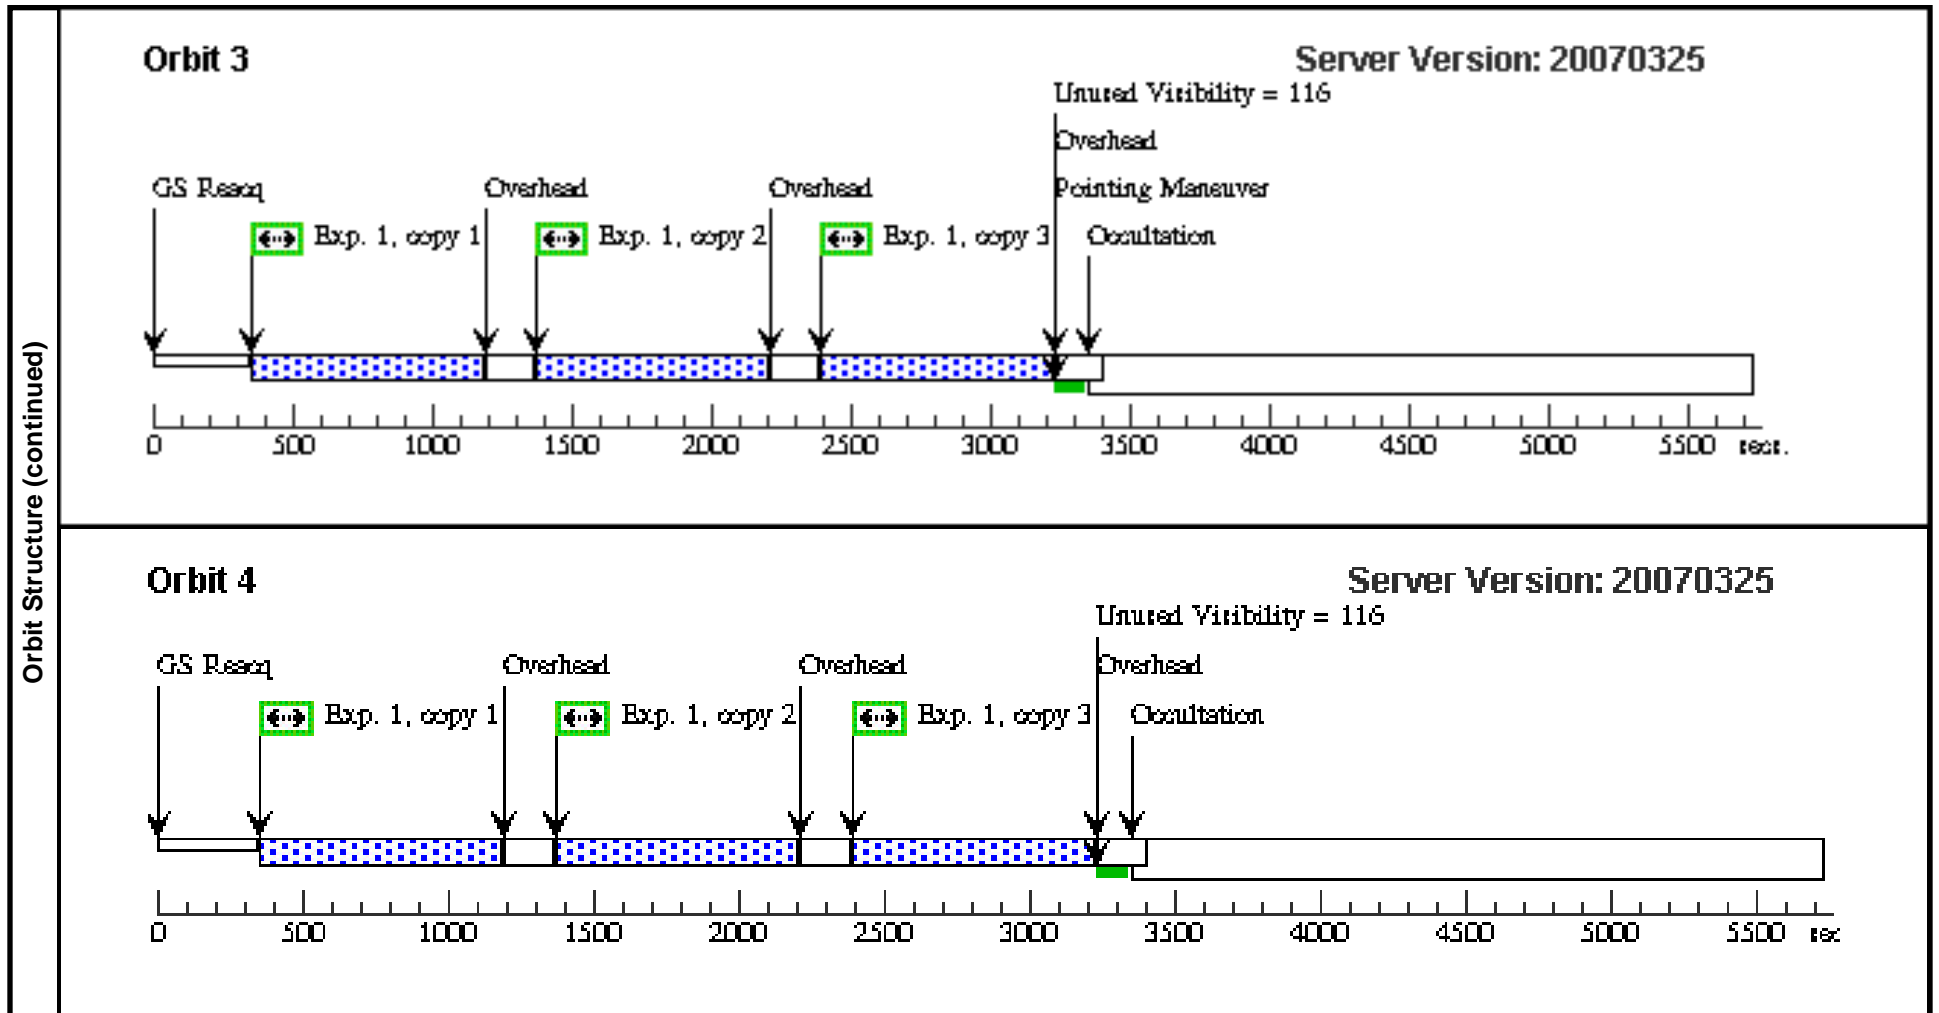 Orbit Structure (continued)
Orbit 3
Server Version: 20070325
Unused Visibility = 116
Overhead
GS Reacq
Overhead
Overhead
Pointing Maneuver
Exp. 1, copy 1
Exp. 1, copy 2
Exp. 1, copy 3
Occultation
0 500 1000 1500 2000 2500 3000 3500 4000 4500 5000 5500 secs.
Orbit 4
Server Version: 20070325
Unused Visibility = 116
GS Reacq
Overhead
Overhead
Overhead
Exp. 1, copy 1
Exp. 1, copy 2
Exp. 1, copy 3
Occultation
0 500 1000 1500 2000 2500 3000 3500 4000 4500 5000 5500 sec